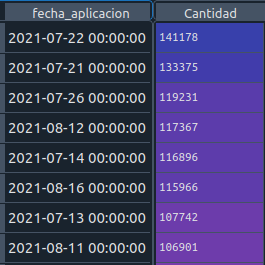 fecha_aplicacion Cantidad
2021-07-22 00:00:00 141178
2021-07-21 00:00:00 133375
2021-07-26 00:00:00 119231
2021-08-12 00:00:00 117367
2021-07-14 00:00:00 116896
2021-08-16 00:00:00 115966
2021-07-13 00:00:00 107742
2021-08-11 00:00:00 106901